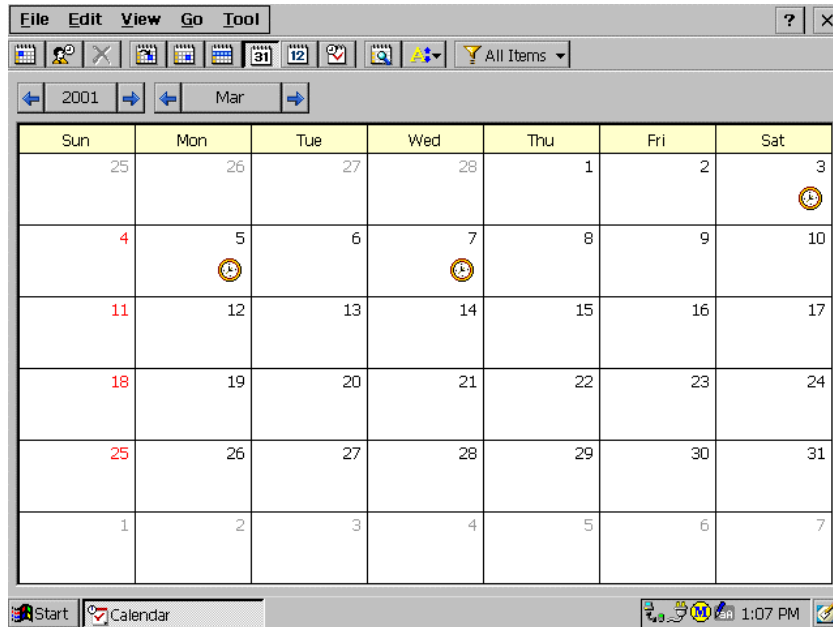 File Edit View Go Tool ? ×
31 12 All Items
2001 Mar
Sun Mon Tue Wed Thu Fri Sat
25 26 27 28 1 2 3
4 5 6 7 8 9 10
11 12 13 14 15 16 17
18 19 20 21 22 23 24
25 26 27 28 29 30 31
1 2 3 4 5 6 7
Start Calendar M 1:07 PM